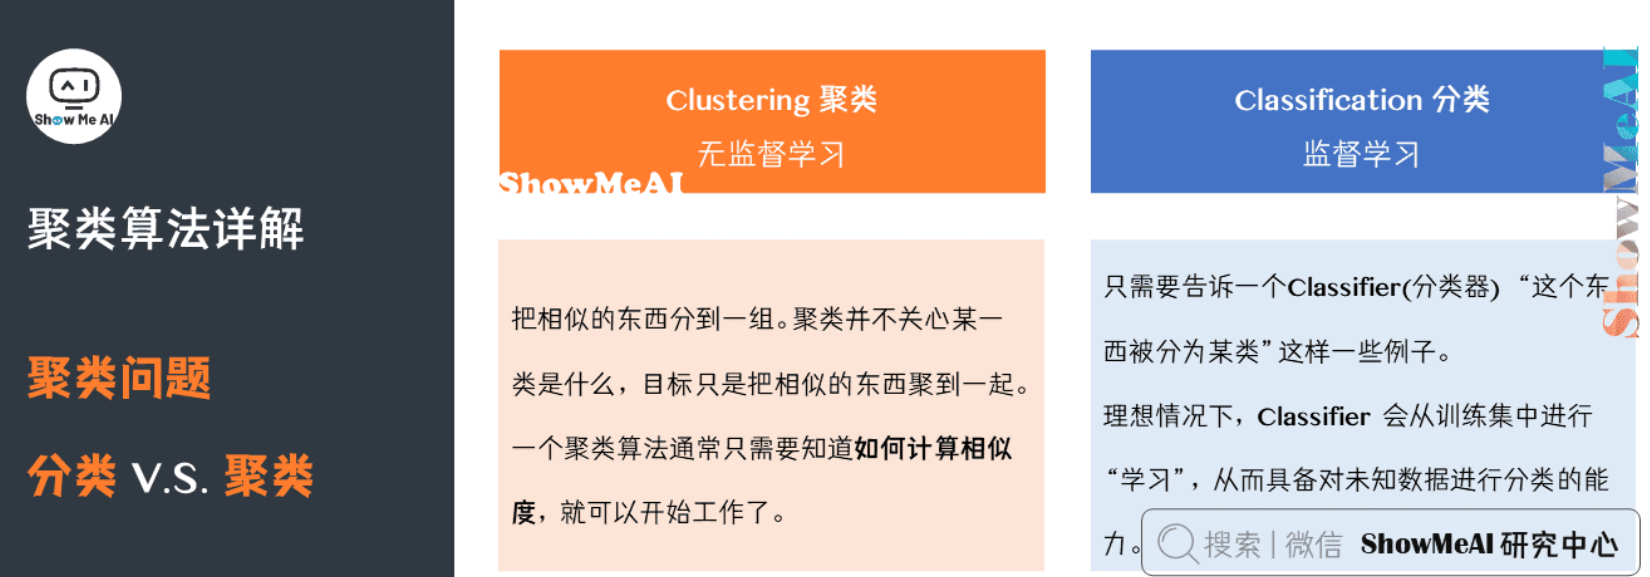 Show Me AI
聚类算法详解
聚类问题
分类 V.S. 聚类
Clustering 聚类
无监督学习
ShowMeAI
把相似的东西分到一组。聚类并不关心某一
类是什么，目标只是把相似的东西聚到一起。
一个聚类算法通常只需要知道如何计算相似
度，就可以开始工作了。
Classification 分类
监督学习
只需要告诉一个Classifier(分类器) “这个东
西被分为某类” 这样一些例子。
理想情况下，Classifier 会从训练集中进行
“学习”，从而具备对未知数据进行分类的能
力。
ShowMeAI
搜索 | 微信 ShowMeAI 研究中心